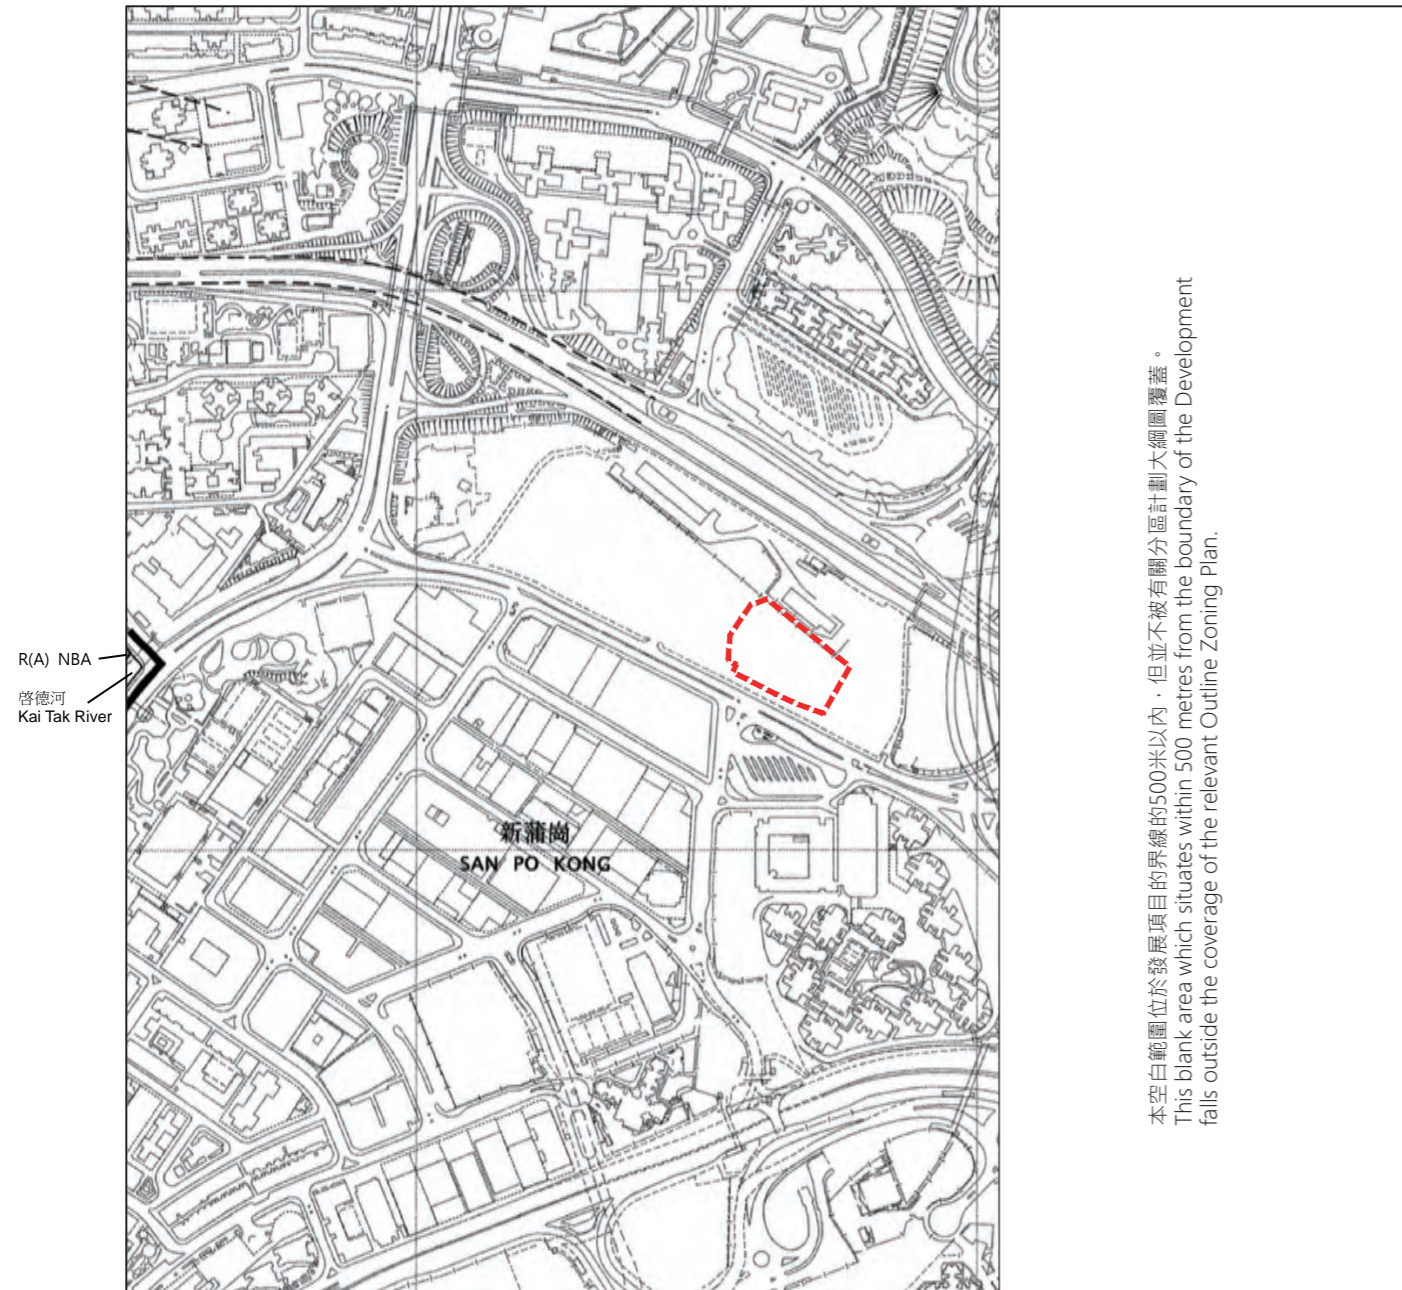 R(A) NBA
啓德河
Kai Tak River
新蒲崗
SAN PO KONG
本空白範圍位於發展項目的界線的500米以內，但並不被有關分區計劃大綱圖覆蓋。
This blank area which situates within 500 metres from the boundary of the Development
falls outside the coverage of the relevant Outline Zoning Plan.